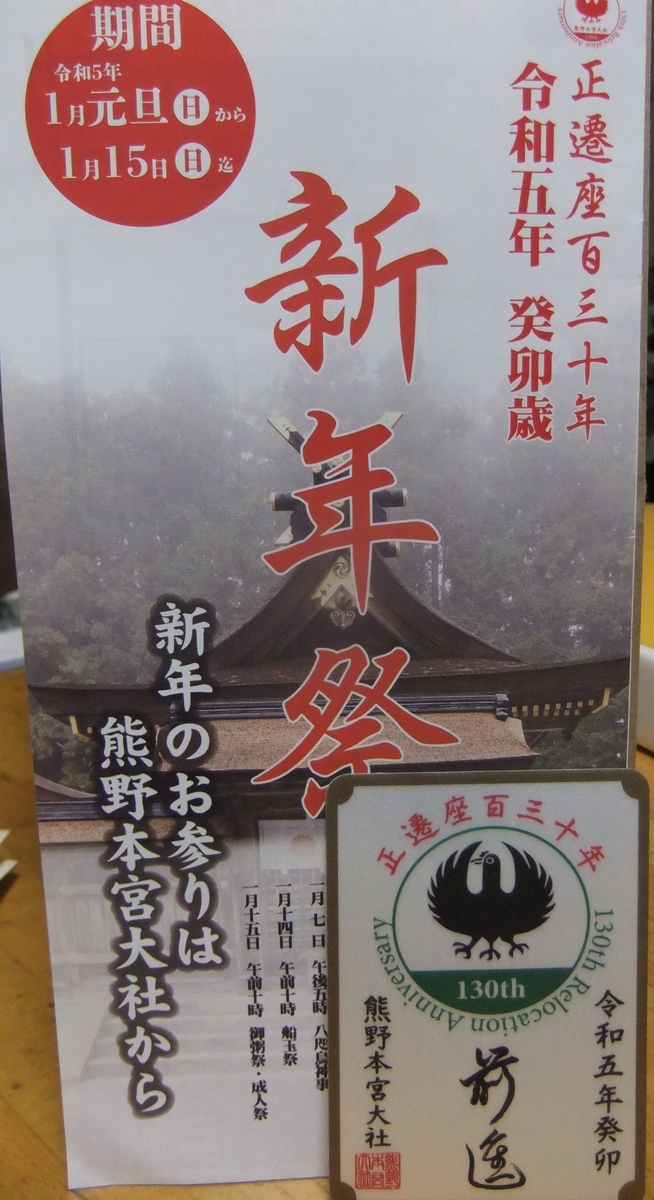 期間
令和5年
1月元旦日から
1月15日日迄
正遷座百三十年
令和五年 癸卯歳
新年祭
新年のお参りは
熊野本宮大社から
一月七日 午後五時 八咫烏神事
一月十四日 午前十時 船玉祭
一月十五日 午前十時 御粥祭・成人祭
正遷座百三十年
130th Relocation Anniversary
130th
令和五年癸卯
前進
熊野本宮大社